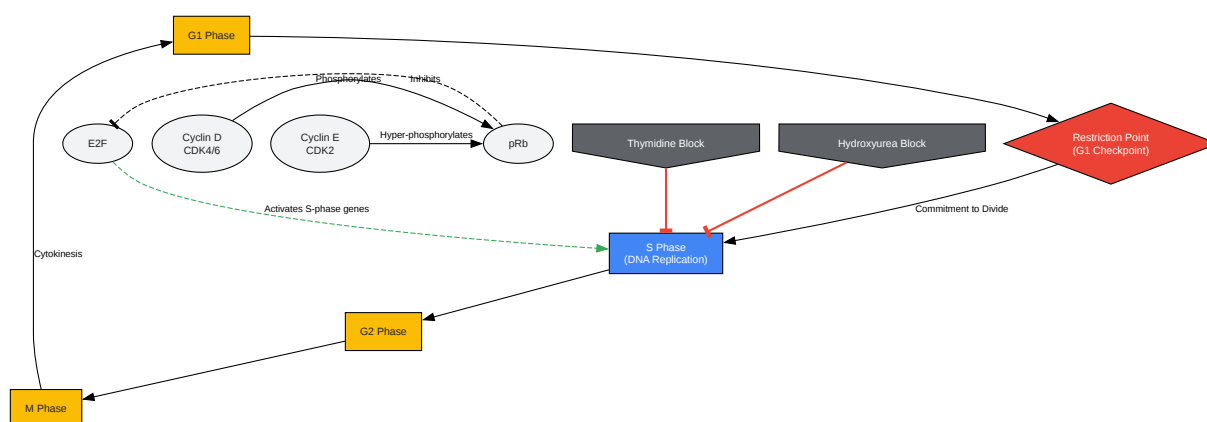 G1 Phase
Phosphorylates
Inhibits
E2F
Cyclin D
CDK4/6
Cyclin E
CDK2
Hyper-phosphorylates
pRb
Thymidine Block
Hydroxyurea Block
Restriction Point
(G1 Checkpoint)
Activates S-phase genes
Commitment to Divide
Cytokinesis
S Phase
(DNA Replication)
G2 Phase
M Phase